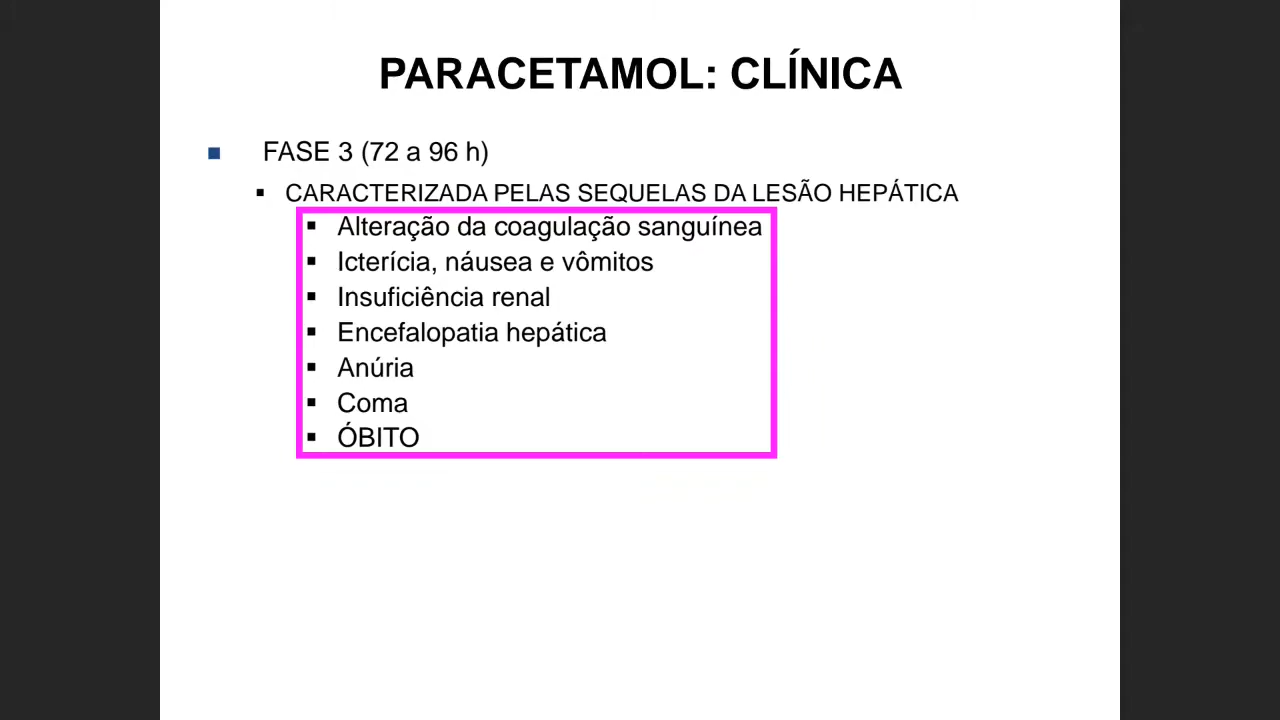 PARACETAMOL: CLÍNICA
FASE 3 (72 a 96 h)
CARACTERIZADA PELAS SEQUELAS DA LESÃO HEPÁTICA
Alteração da coagulação sanguínea
Icterícia, náusea e vômitos
Insuficiência renal
Encefalopatia hepática
Anúria
Coma
ÓBITO